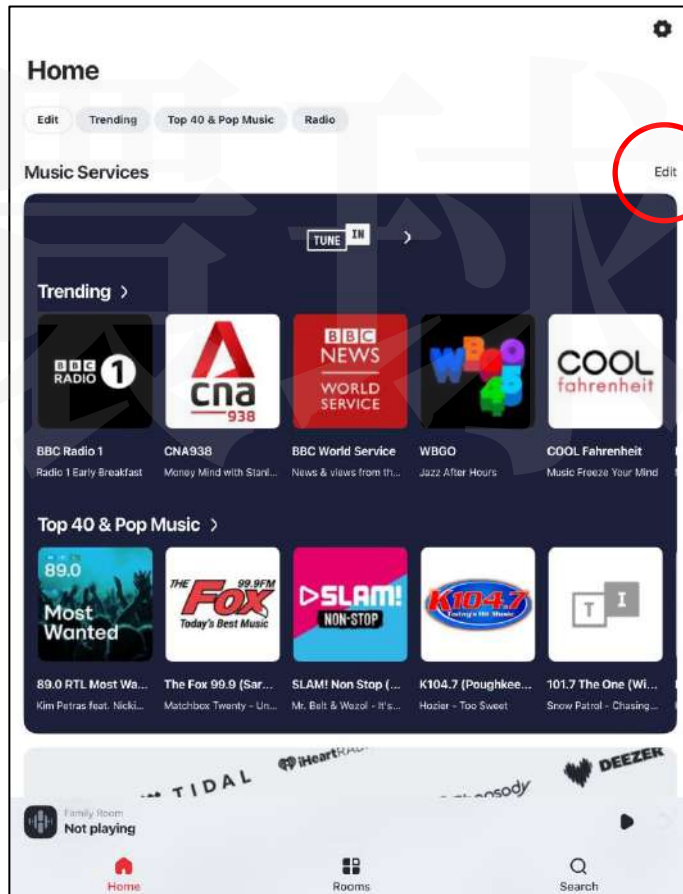 Home
Edit Trending Top 40 & Pop Music Radio
Music Services Edit
TUNE IN
Trending
BBC RADIO 1
cna 938
BBC NEWS WORLD SERVICE
WBGO
COOL fahrenheit
BBC Radio 1 CNA938 BBC World Service WBGO COOL Fahrenheit
Radio 1 Early Breakfast Money Mind with Stanl... News & views from th... Jazz After Hours Music Freeze Your Mind
Top 40 & Pop Music
89.0 Most Wanted
THE FOX 99.9FM Today's Best Music
SLAM! NON-STOP
K104.7 Today's Hit Music
T I
89.0 RTL Most Wa... The Fox 99.9 (Sar... SLAM! Non Stop (... K104.7 (Poughkee... 101.7 The One (Wi...
Kim Petras feat. Nicki... Matchbox Twenty - Un... Mr. Belt & Wezol - It's... Hozier - Too Sweet Snow Patrol - Chasing...
TIDAL iHeartRADIO DEEZER
Family Room
Not playing
Home Rooms Search